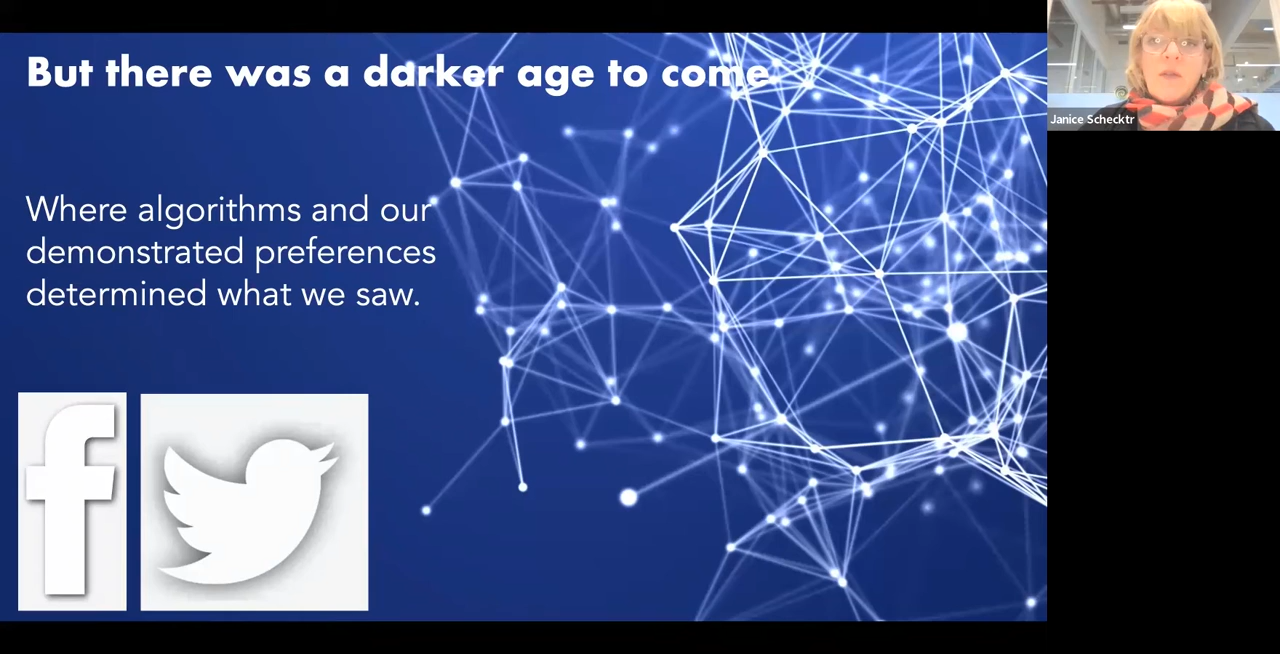 But there was a darker age to come.
Where algorithms and our
demonstrated preferences
determined what we saw.
Janice Schecktr